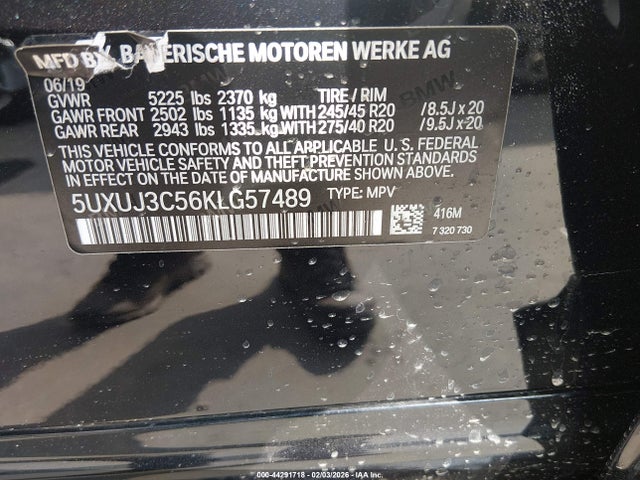 MFD BY BAYERISCHE MOTOREN WERKE AG
06/19
GVWR 5225 lbs 2370 kg TIRE / RIM
GAWR FRONT 2502 lbs 1135 kg WITH 245/45 R20 /8.5J x 20
GAWR REAR 2943 lbs 1335 kg WITH 275/40 R20 /9.5J x 20
THIS VEHICLE CONFORMS TO ALL APPLICABLE U. S. FEDERAL
MOTOR VEHICLE SAFETY AND THEFT PREVENTION STANDARDS
IN EFFECT ON THE DATE OF MANUFACTURE SHOWN ABOVE.
5UXUJ3C56KLG57489 TYPE: MPV
416M
7 320 730
BMW
000-44291718 - 02/03/2026 - IAA Inc.